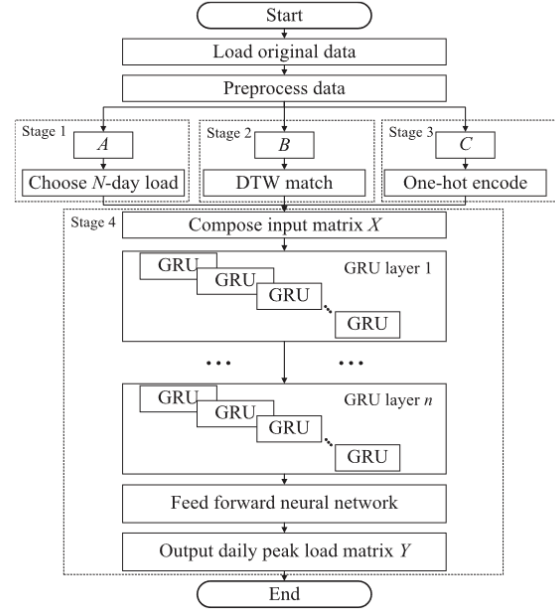 Start
Load original data
Preprocess data
Stage 1
A
Choose N-day load
Stage 2
B
DTW match
Stage 3
C
One-hot encode
Stage 4
Compose input matrix X
GRU layer 1
GRU
GRU
GRU
GRU
... ...
GRU layer n
GRU
GRU
GRU
GRU
Feed forward neural network
Output daily peak load matrix Y
End